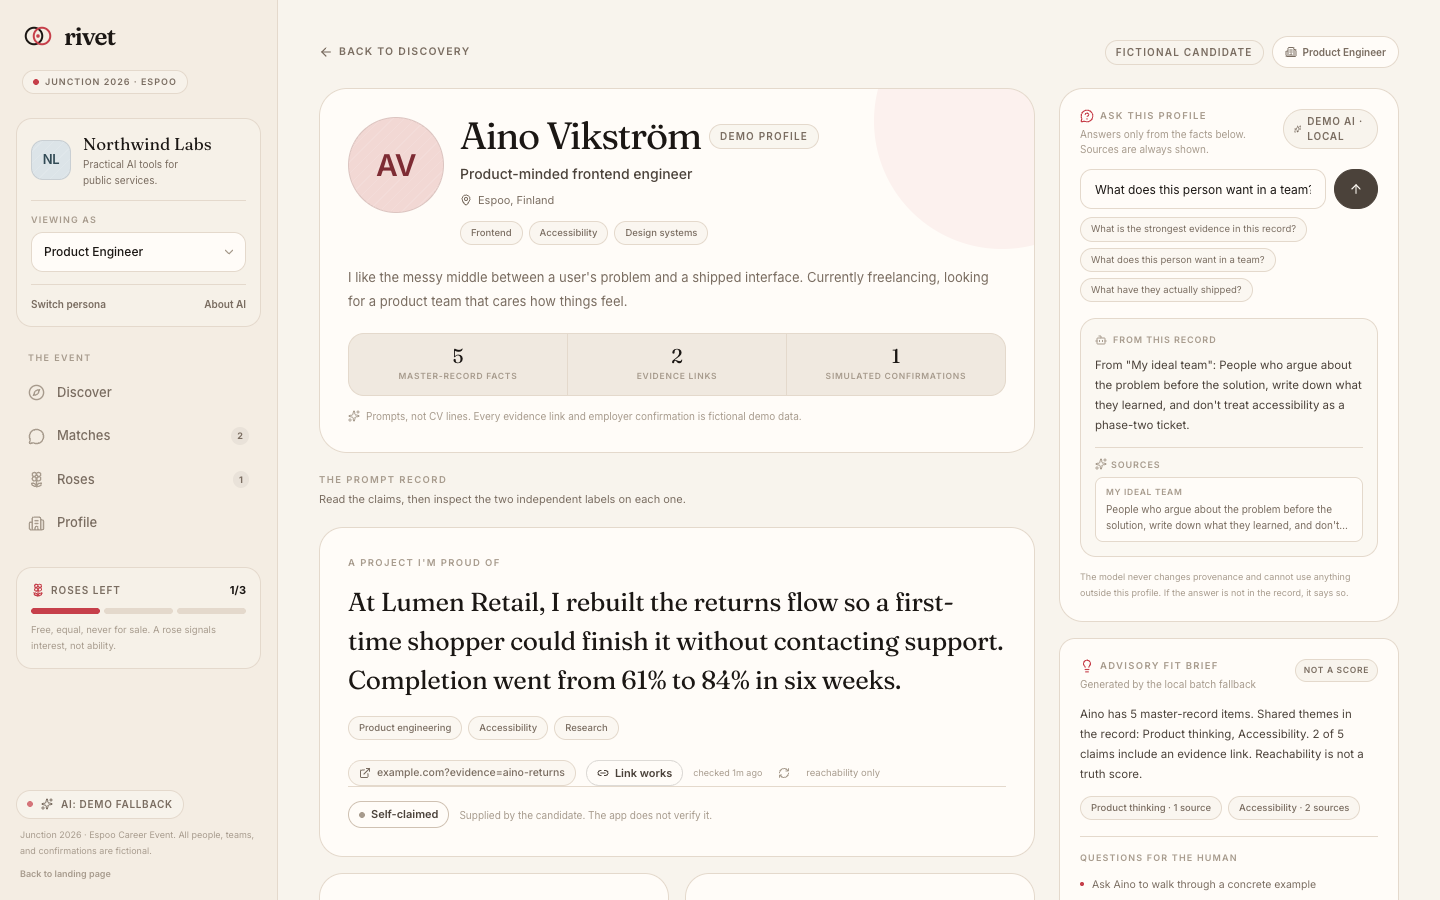 rivet
JUNCTION 2026 · ESPOO
NL
Northwind Labs
Practical AI tools for
public services.
VIEWING AS
Product Engineer
Switch persona
About AI
THE EVENT
Discover
Matches
2
Roses
1
Profile
ROSES LEFT
1/3
Free, equal, never for sale. A rose signals
interest, not ability.
AI: DEMO FALLBACK
Junction 2026 · Espoo Career Event. All people, teams,
and confirmations are fictional.
Back to landing page
BACK TO DISCOVERY
FICTIONAL CANDIDATE
Product Engineer
AV
Aino Vikström
DEMO PROFILE
Product-minded frontend engineer
Espoo, Finland
Frontend
Accessibility
Design systems
I like the messy middle between a user's problem and a shipped interface. Currently freelancing, looking
for a product team that cares how things feel.
5
MASTER-RECORD FACTS
2
EVIDENCE LINKS
1
SIMULATED CONFIRMATIONS
Prompts, not CV lines. Every evidence link and employer confirmation is fictional demo data.
THE PROMPT RECORD
Read the claims, then inspect the two independent labels on each one.
A PROJECT I'M PROUD OF
At Lumen Retail, I rebuilt the returns flow so a first-
time shopper could finish it without contacting support.
Completion went from 61% to 84% in six weeks.
Product engineering
Accessibility
Research
example.com?evidence=aino-returns
Link works
checked 1m ago
reachability only
Self-claimed
Supplied by the candidate. The app does not verify it.
ASK THIS PROFILE
Answers only from the facts below.
Sources are always shown.
DEMO AI ·
LOCAL
What does this person want in a team?
What is the strongest evidence in this record?
What does this person want in a team?
What have they actually shipped?
FROM THIS RECORD
From "My ideal team": People who argue about
the problem before the solution, write down what
they learned, and don't treat accessibility as a
phase-two ticket.
SOURCES
MY IDEAL TEAM
People who argue about the problem before the
solution, write down what they learned, and don't...
The model never changes provenance and cannot use anything
outside this profile. If the answer is not in the record, it says so.
ADVISORY FIT BRIEF
Generated by the local batch fallback
NOT A SCORE
Aino has 5 master-record items. Shared themes in
the record: Product thinking, Accessibility. 2 of 5
claims include an evidence link. Reachability is not a
truth score.
Product thinking · 1 source
Accessibility · 2 sources
QUESTIONS FOR THE HUMAN
Ask Aino to walk through a concrete example